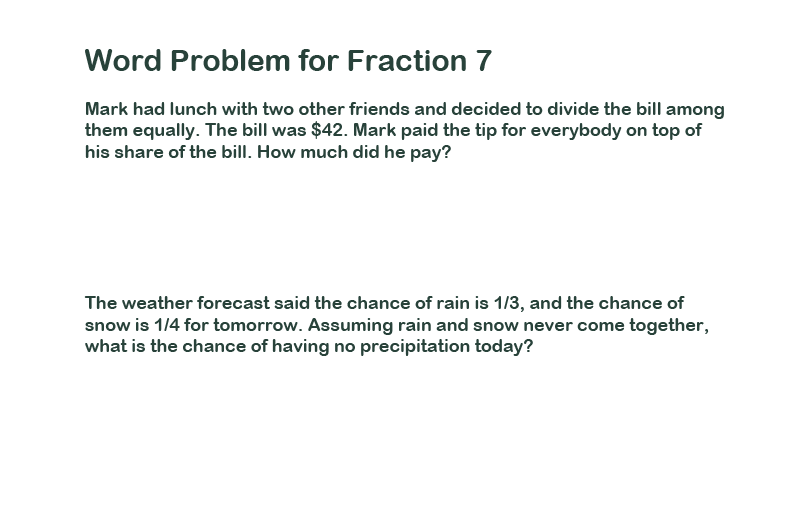 Word Problem for Fraction 7
Mark had lunch with two other friends and decided to divide the bill among
them equally. The bill was $42. Mark paid the tip for everybody on top of
his share of the bill. How much did he pay?
The weather forecast said the chance of rain is 1/3, and the chance of
snow is 1/4 for tomorrow. Assuming rain and snow never come together,
what is the chance of having no precipitation today?